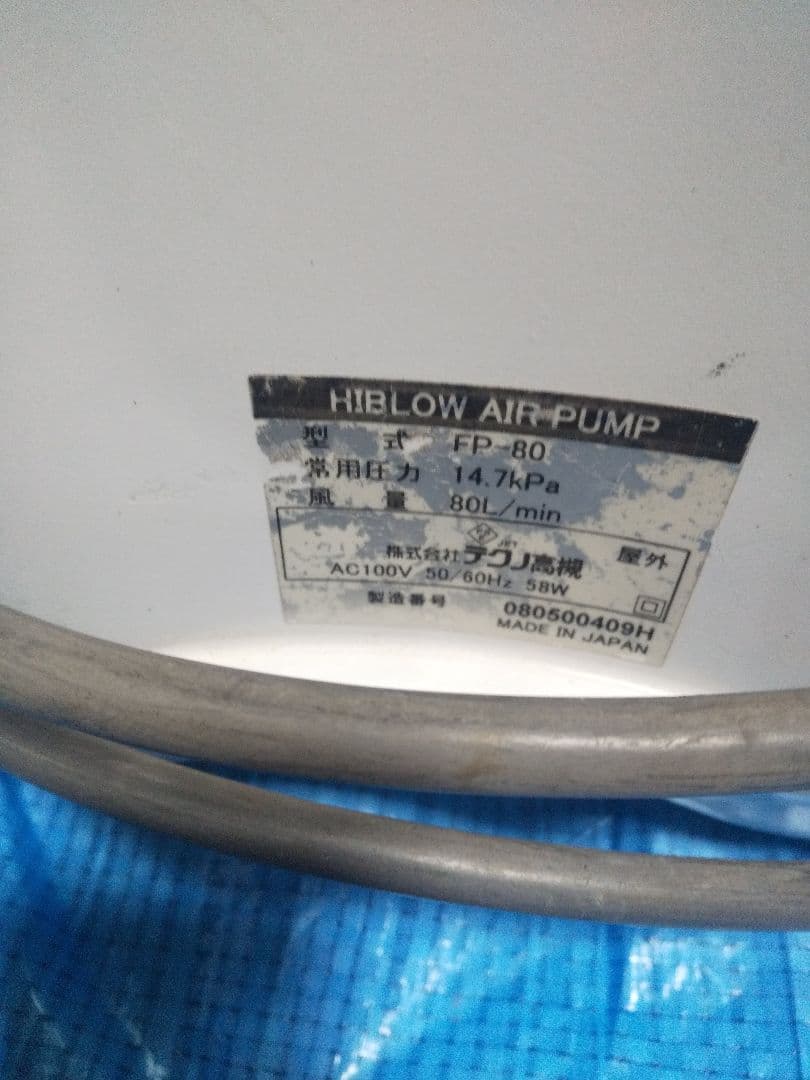 HIBLOW AIR PUMP
型 式 FP-80
常用圧力 14.7kPa
風 量 80L/min
JET
株式会社 テクノ高槻 屋外
AC100V 50/60Hz 58W
製造番号 080500409H
MADE IN JAPAN